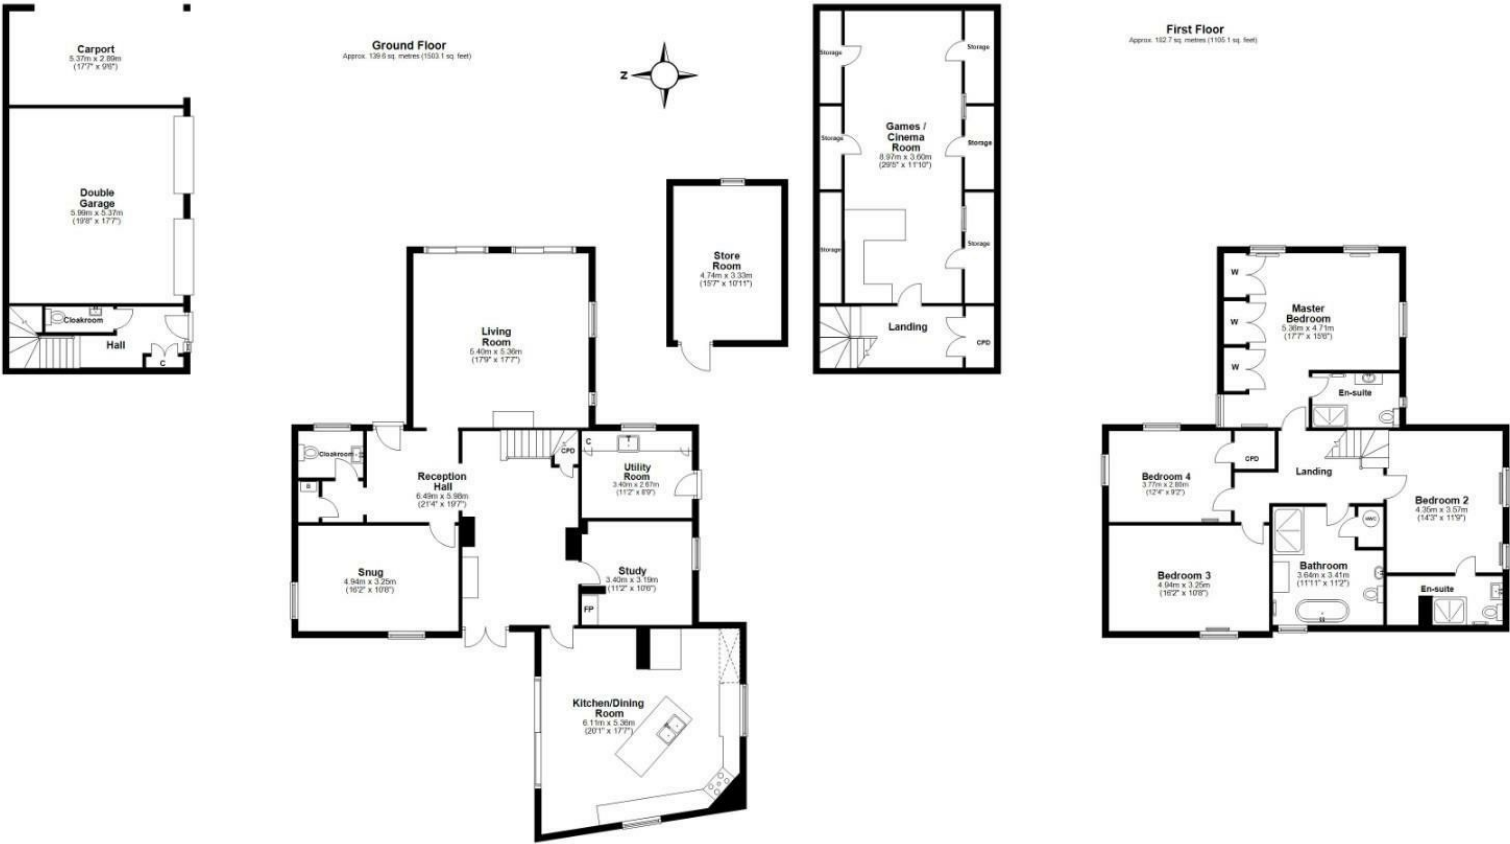 Carport
5.37m x 2.89m
(17'7" x 9'6")
Double
Garage
5.99m x 5.37m
(19'8" x 17'7")
Cloakroom
Hall
C
Ground Floor
Approx. 139.6 sq. metres (1503.1 sq. feet)
Z
Living
Room
5.40m x 5.36m
(17'9" x 17'7")
Cloakroom
B
Reception
Hall
6.49m x 5.98m
(21'4" x 19'7")
CPD
C
Utility
Room
3.40m x 2.67m
(11'2" x 8'9")
Snug
4.94m x 3.25m
(16'2" x 10'8")
Study
3.40m x 3.19m
(11'2" x 10'6")
FP
Kitchen/Dining
Room
6.11m x 5.36m
(20'1" x 17'7")
Store
Room
4.74m x 3.33m
(15'7" x 10'11")
Storage
Storage
Games /
Cinema
Room
8.97m x 3.60m
(29'5" x 11'10")
Storage
Storage
Storage
Storage
Landing
CPD
First Floor
Approx. 102.7 sq. metres (1105.1 sq. feet)
W
W
W
Master
Bedroom
5.36m x 4.71m
(17'7" x 15'6")
En-suite
Bedroom 4
3.77m x 2.80m
(12'4" x 9'2")
CPD
Landing
Bedroom 2
4.35m x 3.57m
(14'3" x 11'9")
HWC
Bedroom 3
4.94m x 3.25m
(16'2" x 10'8")
Bathroom
3.64m x 3.41m
(11'11" x 11'2")
En-suite